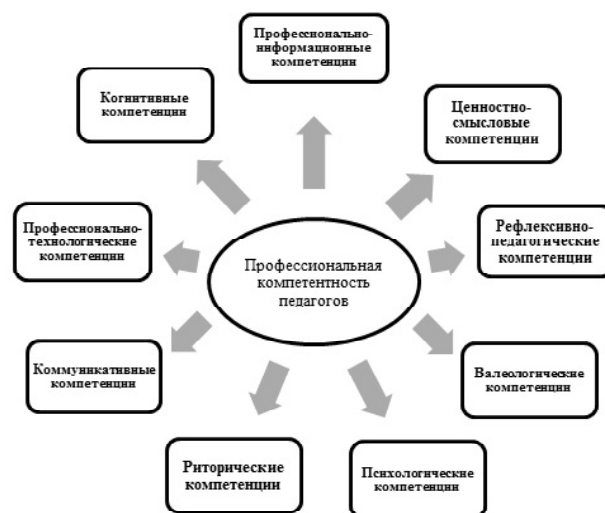 Профессионально-
информационные
компетенции
Когнитивные
компетенции
Ценностно-
смысловые
компетенции
Профессионально-
технологические
компетенции
Рефлексивно-
педагогические
компетенции
Профессиональная
компетентность
педагогов
Коммуникативные
компетенции
Валеологические
компетенции
Риторические
компетенции
Психологические
компетенции